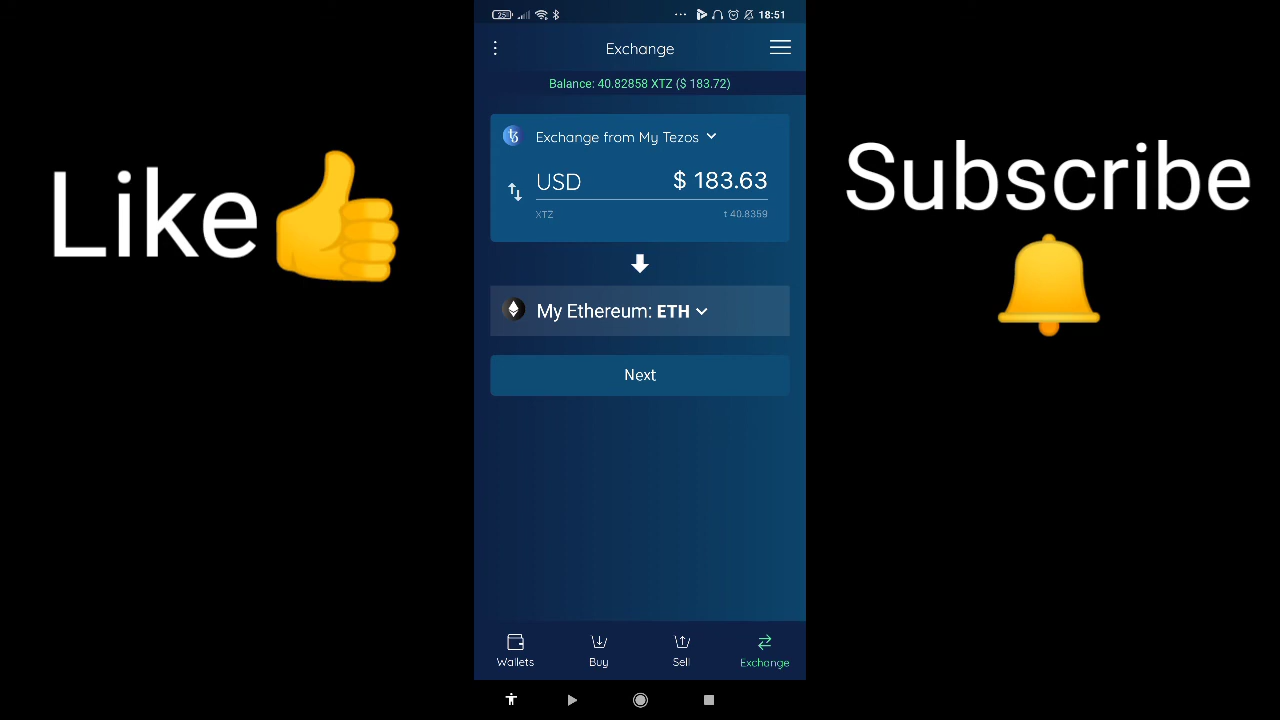 25
18:51
Exchange
Balance: 40.82858 XTZ ($ 183.72)
Exchange from My Tezos
USD $ 183.63
XTZ t 40.8359
My Ethereum: ETH
Next
Wallets Buy Sell Exchange
Like
Subscribe